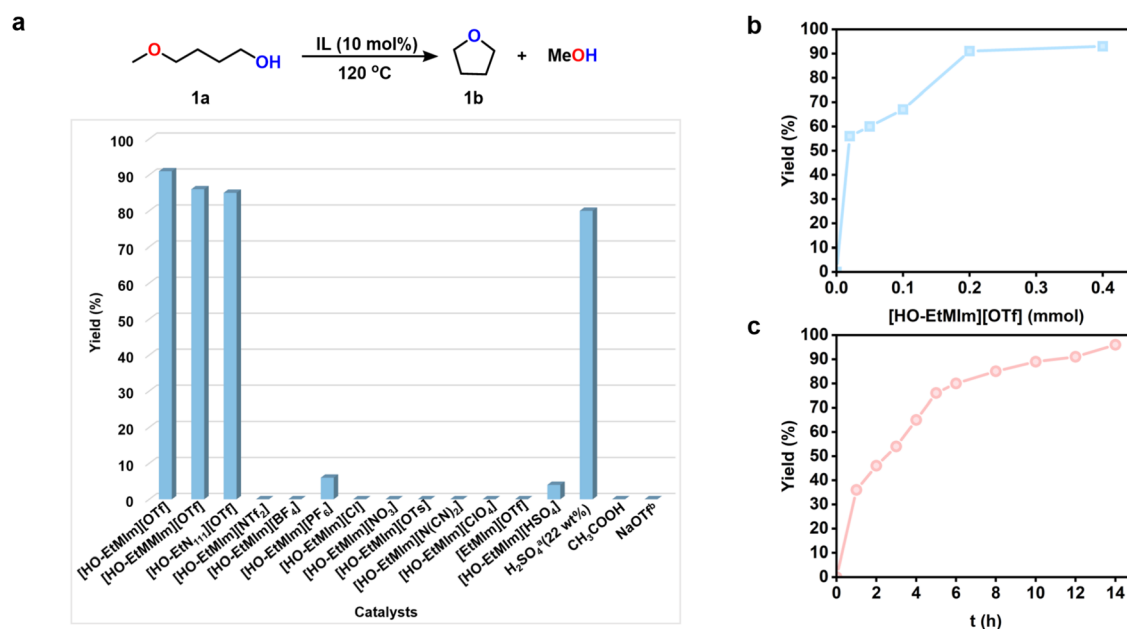 a
O
OH
1a
IL (10 mol%)
120 °C
O
1b
+
MeOH
100
90
80
70
60
50
40
30
20
10
0
Yield (%)
[HO-EtMIm][OTf]
[HO-EtMMIm][OTf]
[HO-EtN₁₁₁][OTf]
[HO-EtMIm][NTf₂]
[HO-EtMIm][BF₄]
[HO-EtMIm][PF₆]
[HO-EtMIm][Cl]
[HO-EtMIm][NO₃]
[HO-EtMIm][OTs]
[HO-EtMIm][N(CN)₂]
[HO-EtMIm][ClO₄]
[EtMIm][OTf]
[HO-EtMIm][HSO₄]
H₂SO₄ᵃ(22 wt%)
CH₃COOH
NaOTfᵇ
Catalysts
b
100
90
80
70
60
50
40
30
20
10
0
Yield (%)
0.0 0.1 0.2 0.3 0.4
[HO-EtMIm][OTf] (mmol)
c
100
90
80
70
60
50
40
30
20
10
0
Yield (%)
0 2 4 6 8 10 12 14
t (h)